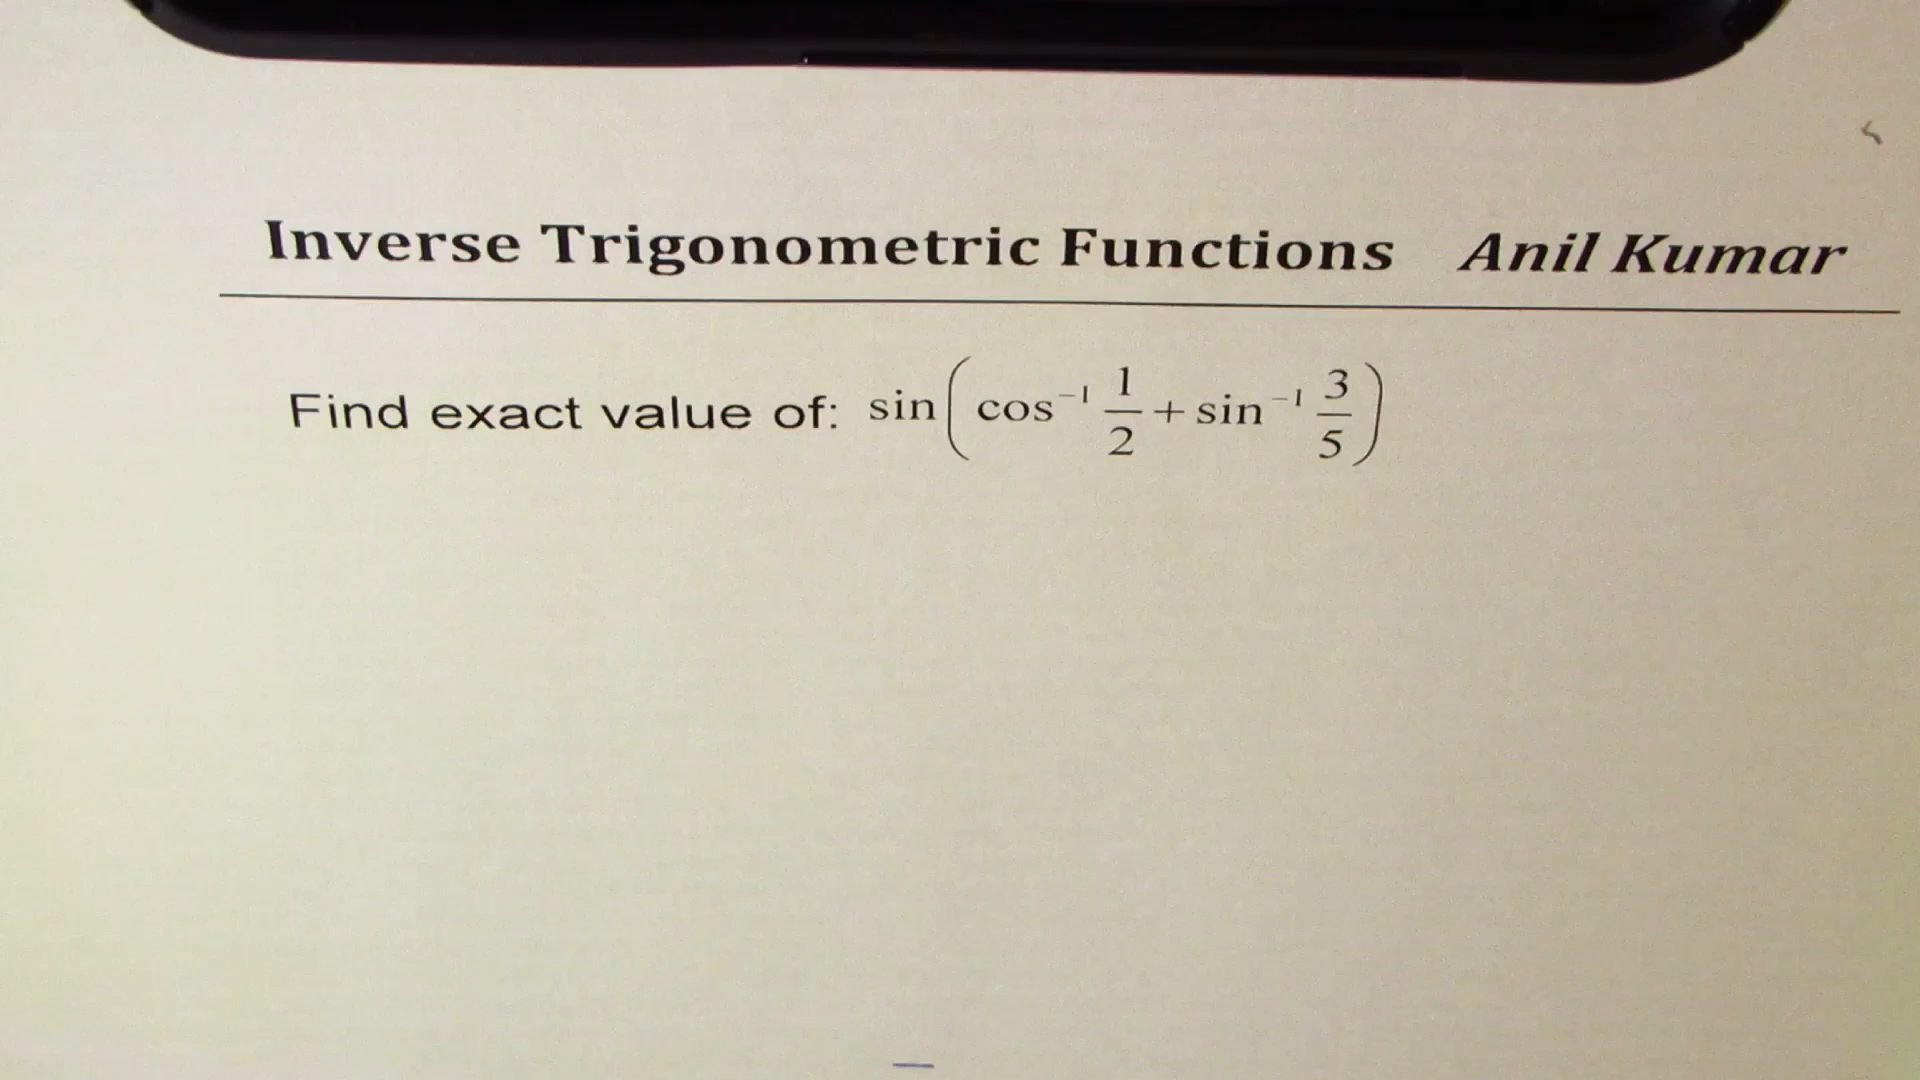 Inverse Trigonometric Functions Anil Kumar
Find exact value of: sin(cos⁻¹ 1/2 + sin⁻¹ 3/5)